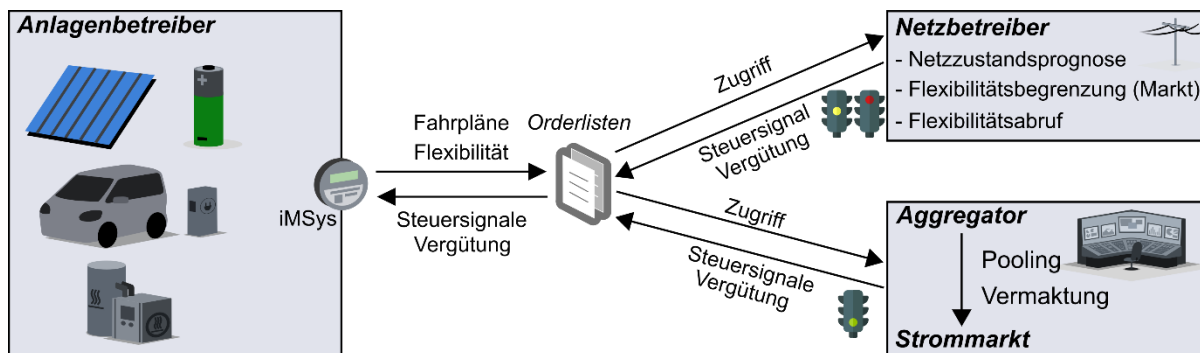 Anlagenbetreiber
iMSys
Fahrpläne
Flexibilität
Steuersignale
Vergütung
Orderlisten
Zugriff
Steuersignal
Vergütung
Zugriff
Steuersignale
Vergütung
Netzbetreiber
- Netzzustandsprognose
- Flexibilitätsbegrenzung (Markt)
- Flexibilitätsabruf
Aggregator
Pooling
Vermaktung
Strommarkt